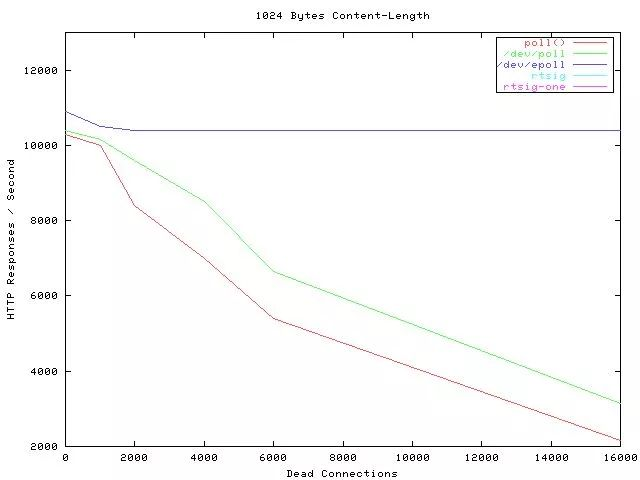 1024 Bytes Content-Length
poll()
/dev/poll
/dev/epoll
rtsig
rtsig-one
HTTP Responses / Second
12000
10000
8000
6000
4000
2000
0 2000 4000 6000 8000 10000 12000 14000 16000
Dead Connections